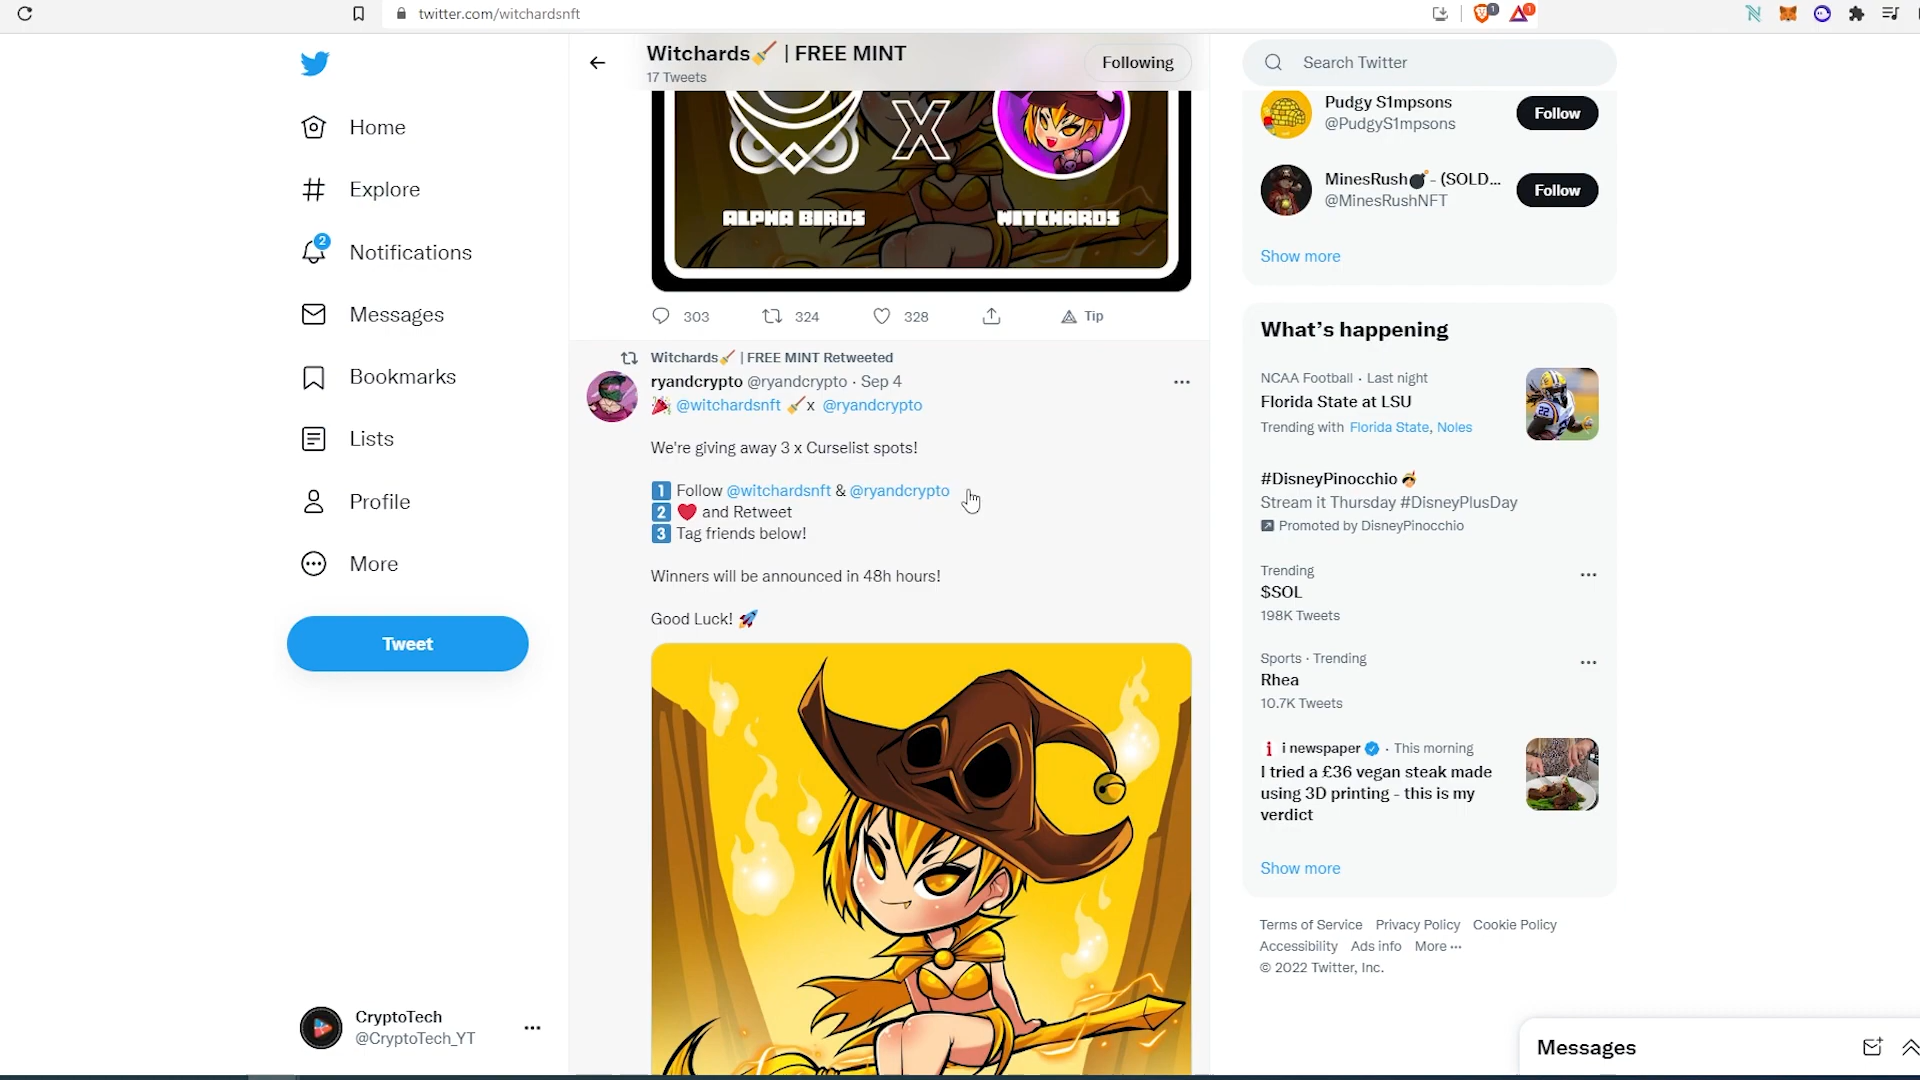 twitter.com/witchardsnft
1
1
Witchards🧹 | FREE MINT
17 Tweets
Following
Search Twitter
Home
Explore
2
Notifications
Messages
Bookmarks
Lists
Profile
More
Tweet
CryptoTech
@CryptoTech_YT
X
ALPHA BIRDS
WITCHARDS
303
324
328
Tip
Witchards🧹 | FREE MINT Retweeted
ryandcrypto @ryandcrypto · Sep 4
🎉 @witchardsnft 🧹x @ryandcrypto
We're giving away 3 x Curselist spots!
1️⃣ Follow @witchardsnft & @ryandcrypto
2️⃣ ❤️ and Retweet
3️⃣ Tag friends below!
Winners will be announced in 48h hours!
Good Luck! 🚀
Pudgy S1mpsons
@PudgyS1mpsons
Follow
MinesRush💣 - (SOLD...
@MinesRushNFT
Follow
Show more
What's happening
NCAA Football · Last night
Florida State at LSU
Trending with Florida State, Noles
#DisneyPinocchio
Stream it Thursday #DisneyPlusDay
Promoted by DisneyPinocchio
Trending
$SOL
198K Tweets
Sports · Trending
Rhea
10.7K Tweets
i newspaper · This morning
I tried a £36 vegan steak made
using 3D printing - this is my
verdict
Show more
Terms of Service Privacy Policy Cookie Policy
Accessibility Ads info More ···
© 2022 Twitter, Inc.
Messages